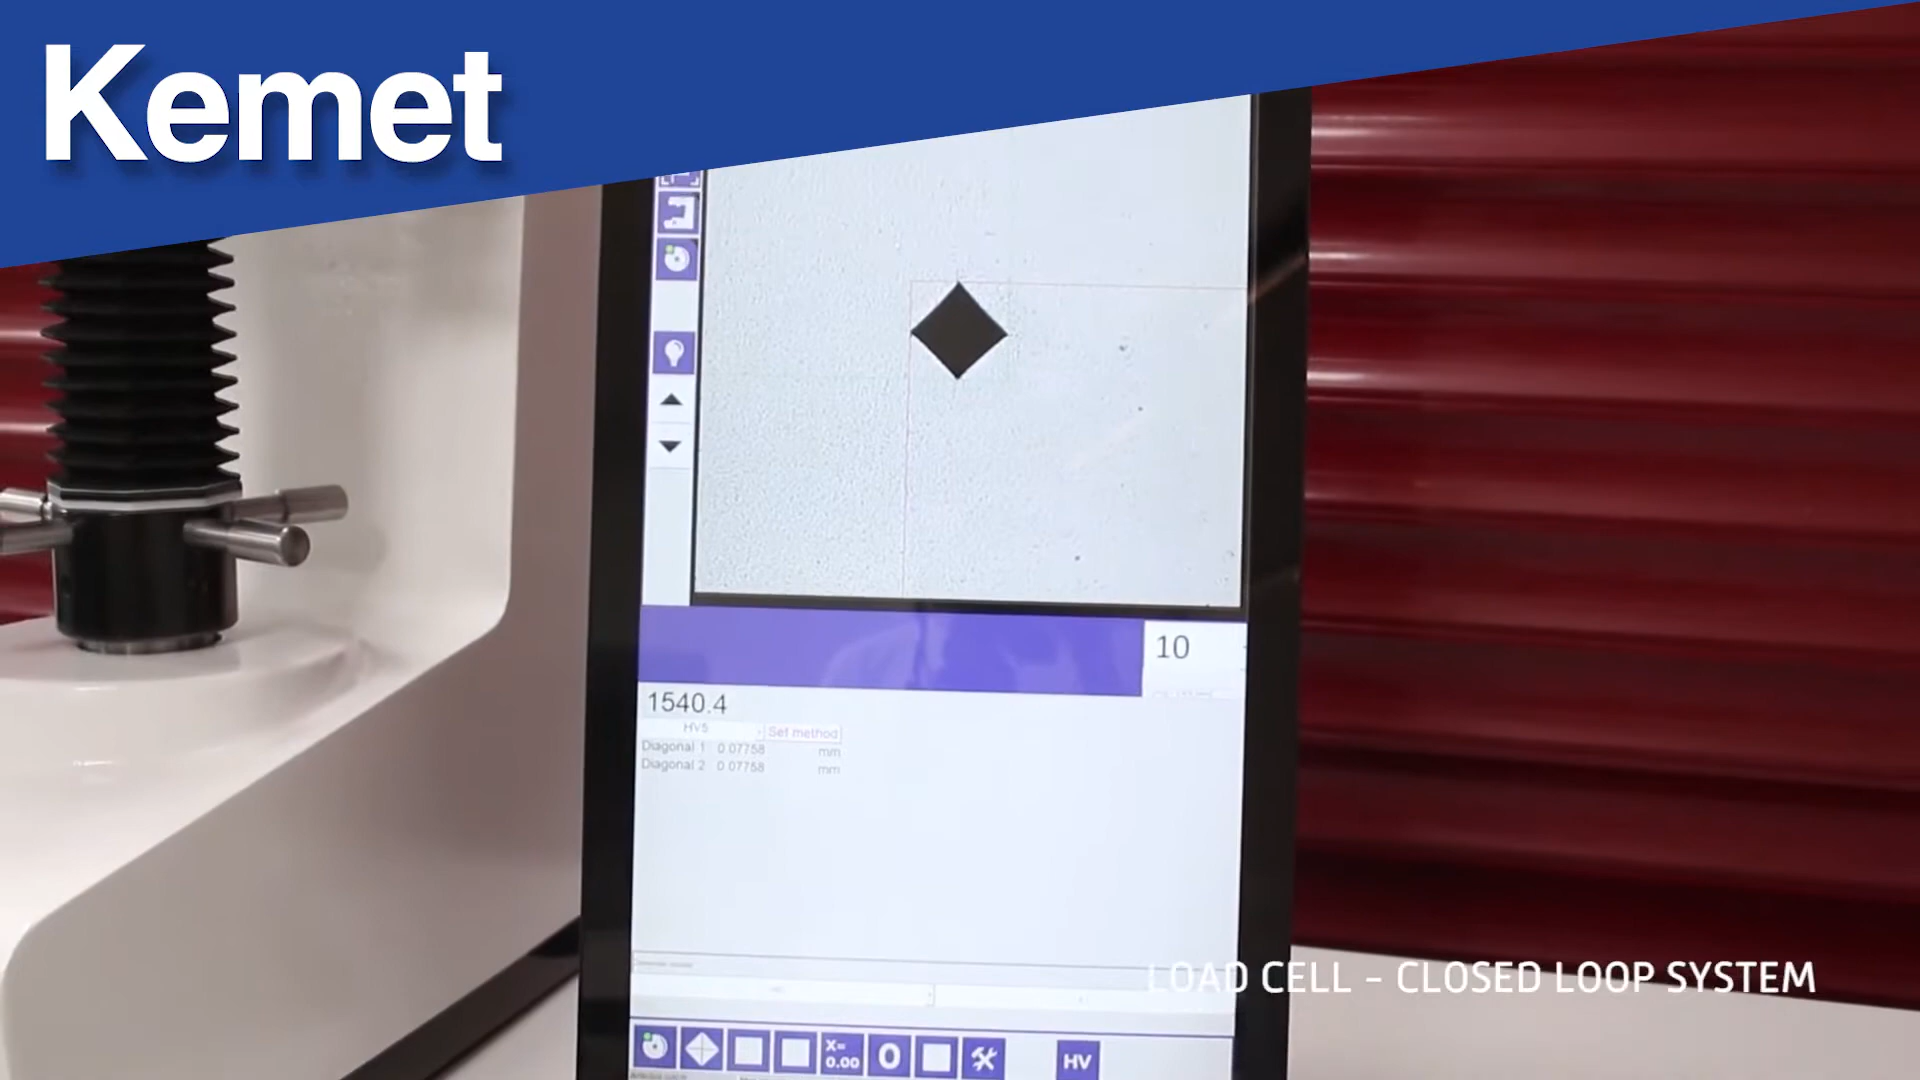 Kemet
10
1540.4
HV5
Set method
Diagonal 1 0.07758 mm
Diagonal 2 0.07758 mm
LOAD CELL - CLOSED LOOP SYSTEM
X=
0.00
0
HV